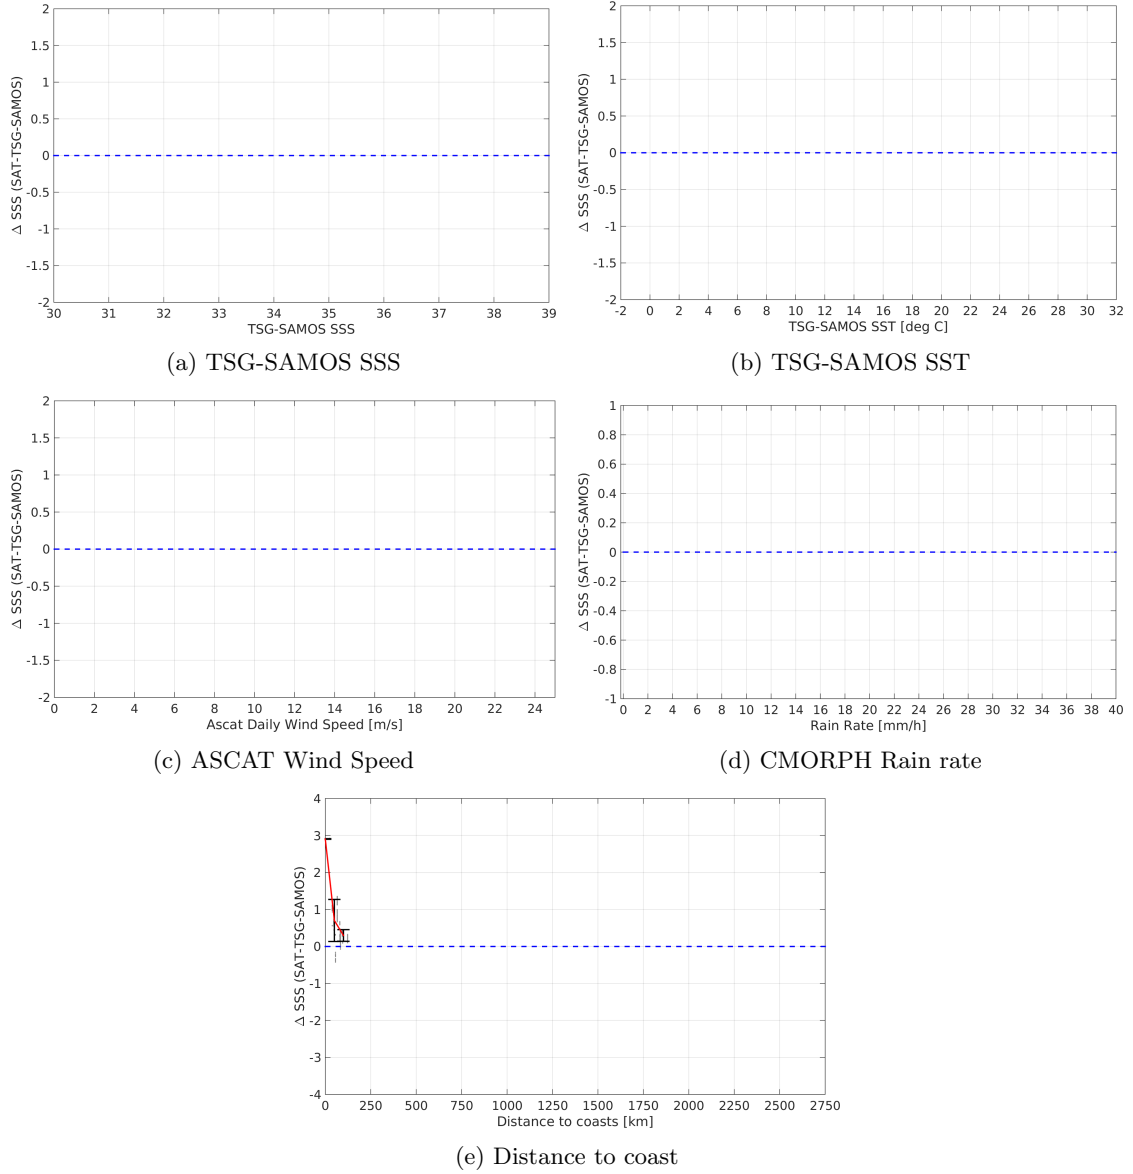 2
1.5
1
0.5
0
-0.5
-1
-1.5
-2
Δ SSS (SAT-TSG-SAMOS)
30 31 32 33 34 35 36 37 38 39
TSG-SAMOS SSS
(a) TSG-SAMOS SSS
2
1.5
1
0.5
0
-0.5
-1
-1.5
-2
Δ SSS (SAT-TSG-SAMOS)
-2 0 2 4 6 8 10 12 14 16 18 20 22 24 26 28 30 32
TSG-SAMOS SST [deg C]
(b) TSG-SAMOS SST
2
1.5
1
0.5
0
-0.5
-1
-1.5
-2
Δ SSS (SAT-TSG-SAMOS)
0 2 4 6 8 10 12 14 16 18 20 22 24
Ascat Daily Wind Speed [m/s]
(c) ASCAT Wind Speed
1
0.8
0.6
0.4
0.2
0
-0.2
-0.4
-0.6
-0.8
-1
Δ SSS (SAT-TSG-SAMOS)
0 2 4 6 8 10 12 14 16 18 20 22 24 26 28 30 32 34 36 38 40
Rain Rate [mm/h]
(d) CMORPH Rain rate
4
3
2
1
0
-1
-2
-3
-4
Δ SSS (SAT-TSG-SAMOS)
0 250 500 750 1000 1250 1500 1750 2000 2250 2500 2750
Distance to coasts [km]
(e) Distance to coast